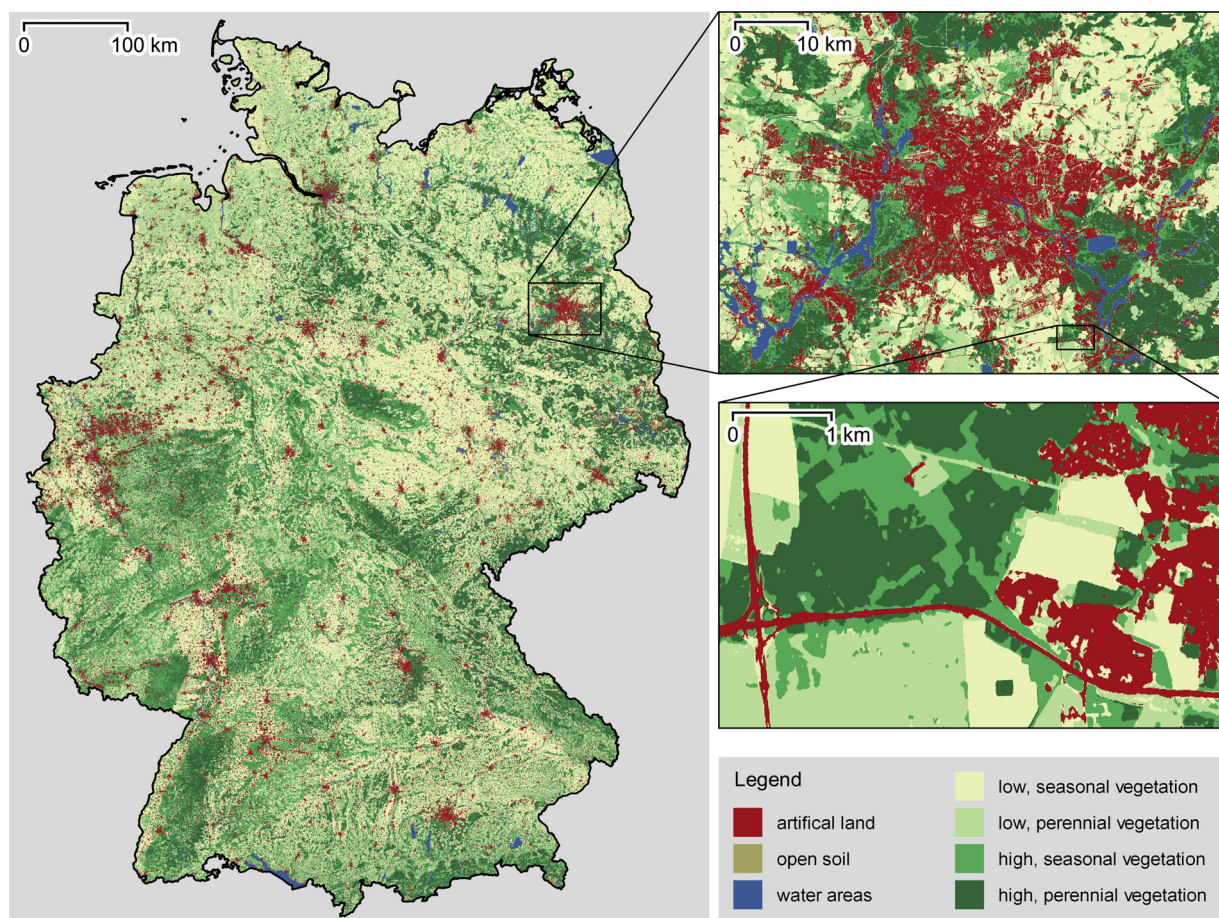 0 100 km
0 10 km
0 1 km
Legend
artifical land
open soil
water areas
low, seasonal vegetation
low, perennial vegetation
high, seasonal vegetation
high, perennial vegetation